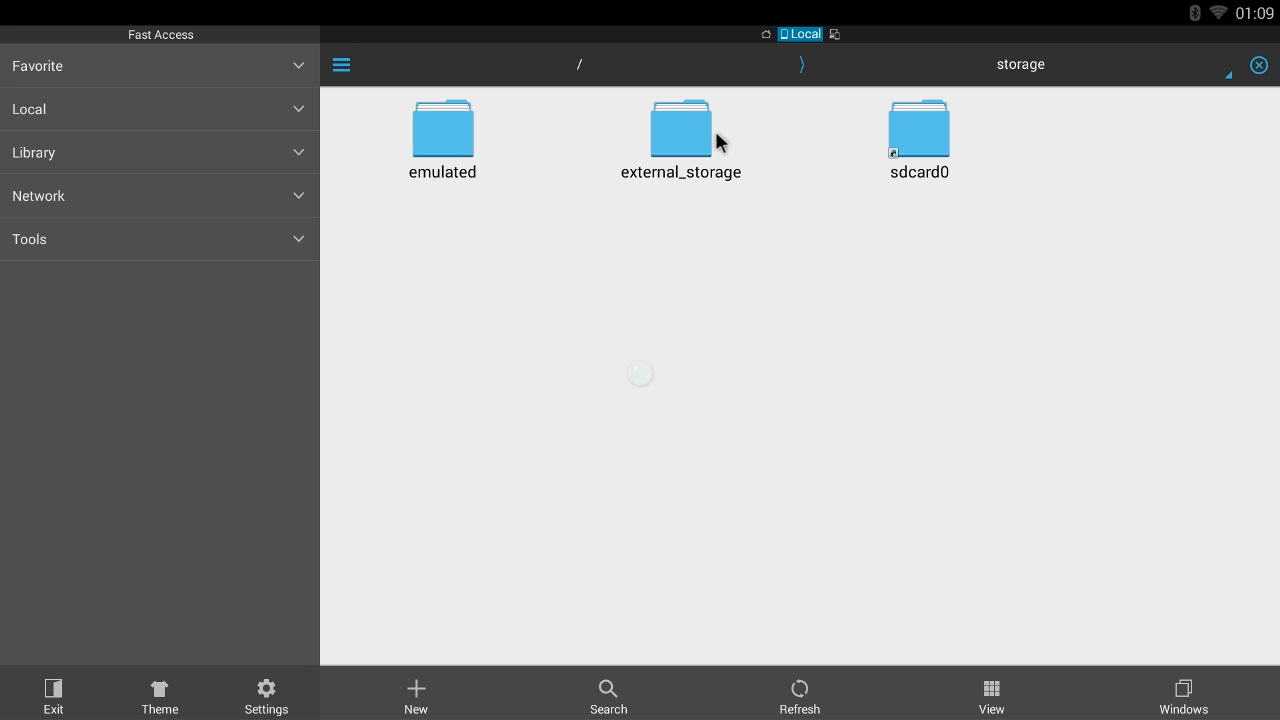 01:09
Fast Access
Local
Favorite
Local
Library
Network
Tools
/
storage
emulated
external_storage
sdcard0
Exit
Theme
Settings
New
Search
Refresh
View
Windows